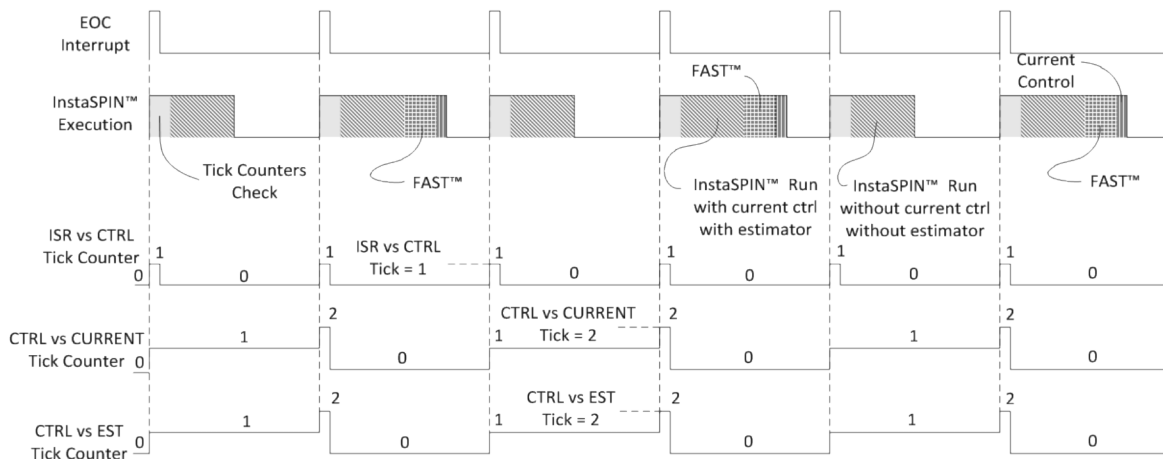 EOC
Interrupt
InstaSPIN™
Execution
FAST™
Current
Control
Tick Counters
Check
FAST™
InstaSPIN™ Run
with current ctrl
with estimator
InstaSPIN™ Run
without current ctrl
without estimator
FAST™
ISR vs CTRL
Tick Counter
0
1
0
1
ISR vs CTRL
Tick = 1
1
0
1
0
1
0
1
0
CTRL vs CURRENT
Tick Counter
0
1
2
0
CTRL vs CURRENT
Tick = 2
1
2
0
1
2
0
CTRL vs EST
Tick Counter
0
1
2
0
CTRL vs EST
Tick = 2
1
2
0
1
2
0